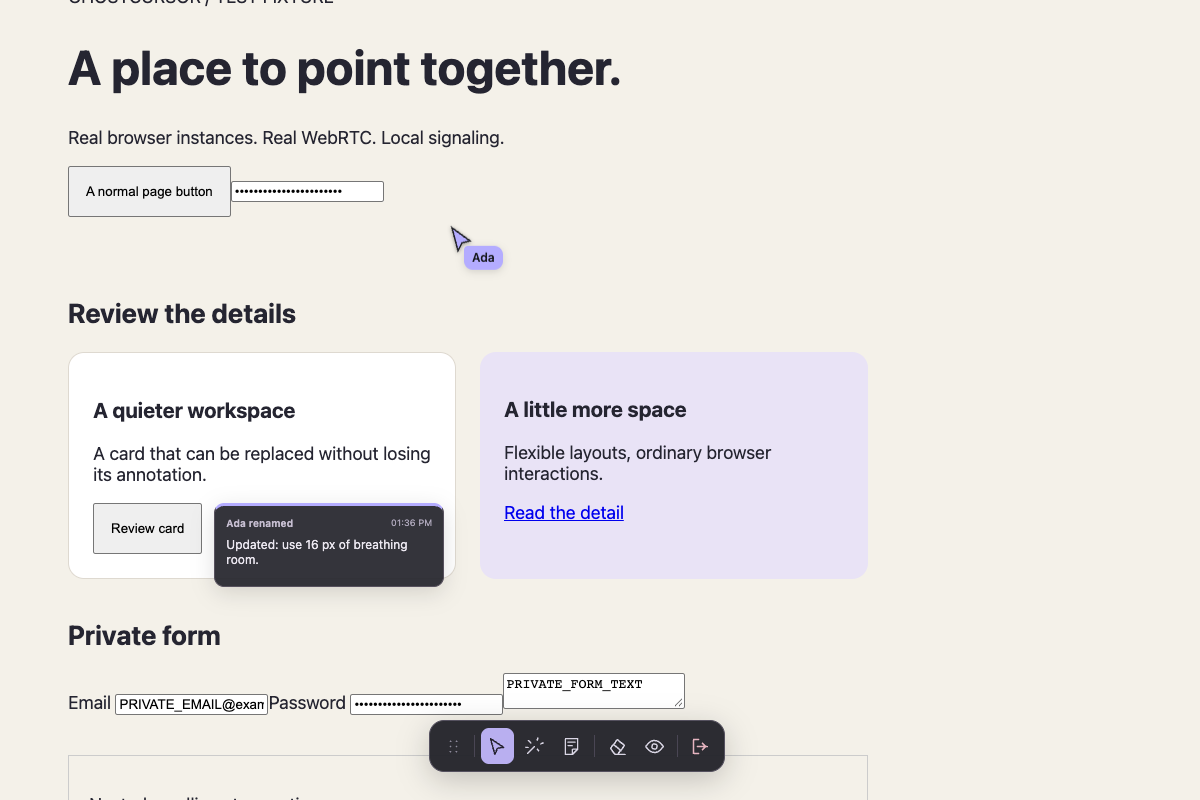 A place to point together.
Real browser instances. Real WebRTC. Local signaling.
A normal page button
•••••••••••••••••••••••
Ada
Review the details
A quieter workspace
A card that can be replaced without losing
its annotation.
Review card
Ada renamed 01:36 PM
Updated: use 16 px of breathing
room.
A little more space
Flexible layouts, ordinary browser
interactions.
Read the detail
Private form
Email PRIVATE_EMAIL@exam Password ••••••••••••••••••••••• PRIVATE_FORM_TEXT